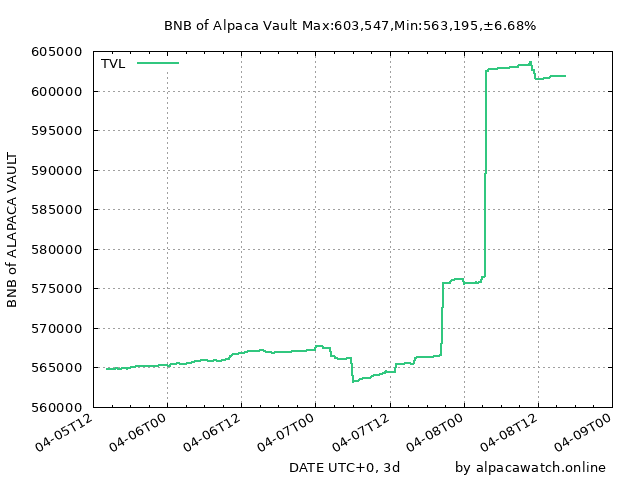 BNB of Alpaca Vault Max:603,547,Min:563,195,±6.68%
TVL
605000
600000
595000
590000
585000
580000
575000
570000
565000
560000
BNB of ALAPACA VAULT
04-05T12
04-06T00
04-06T12
04-07T00
04-07T12
04-08T00
04-08T12
04-09T00
DATE UTC+0, 3d
by alpacawatch.online